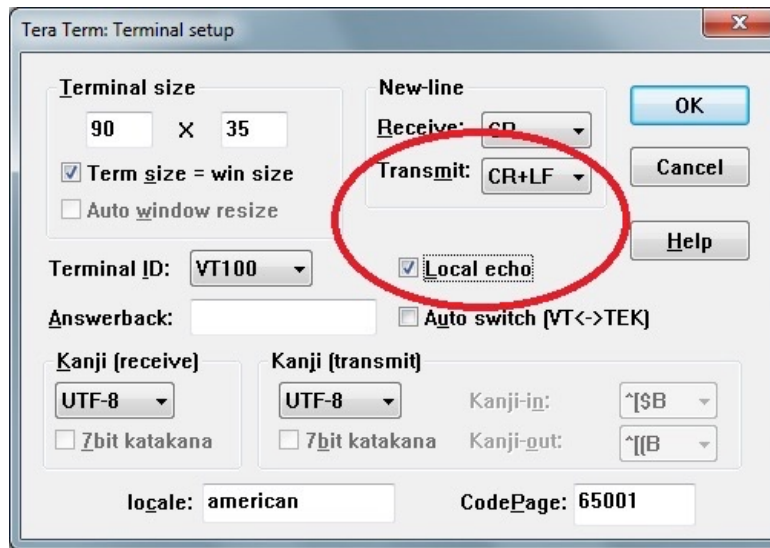 Tera Term: Terminal setup
Terminal size
90 X 35
Term size = win size
Auto window resize
New-line
Receive: CR
Transmit: CR+LF
OK
Cancel
Help
Terminal ID: VT100
Local echo
Answerback:
Auto switch (VT<->TEK)
Kanji (receive)
UTF-8
7bit katakana
Kanji (transmit)
UTF-8
7bit katakana
Kanji-in: ^[$B
Kanji-out: ^[(B
locale: american
CodePage: 65001